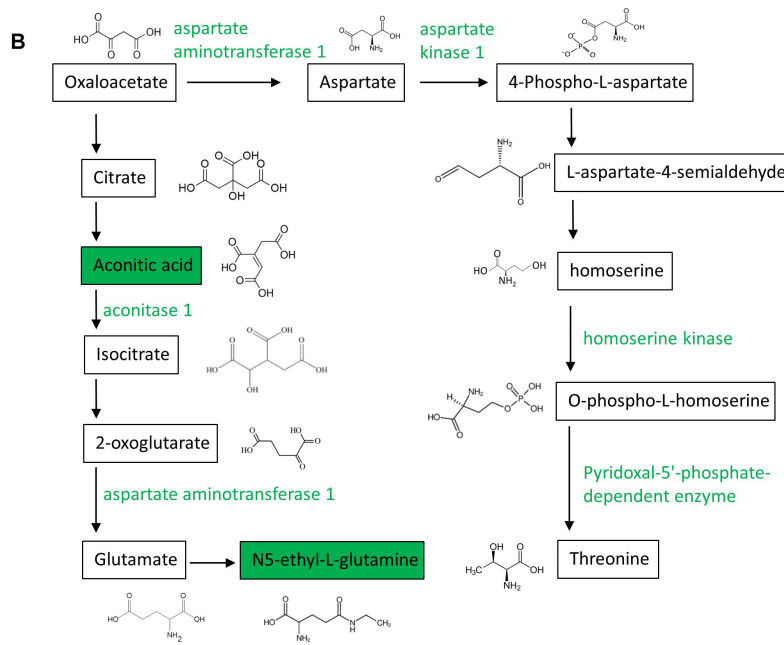 B
aspartate
aminotransferase 1
aspartate
kinase 1
Oxaloacetate
Aspartate
4-Phospho-L-aspartate
Citrate
L-aspartate-4-semialdehyde
Aconitic acid
homoserine
aconitase 1
homoserine kinase
Isocitrate
O-phospho-L-homoserine
2-oxoglutarate
Pyridoxal-5'-phosphate-
dependent enzyme
aspartate aminotransferase 1
Glutamate
N5-ethyl-L-glutamine
Threonine